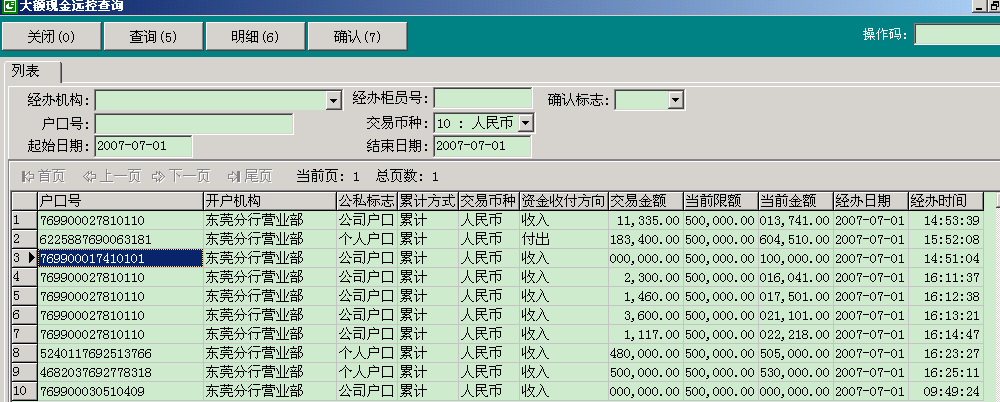 大额现金远控查询
关闭(0) 查询(5) 明细(6) 确认(7) 操作码:
列表
经办机构: 经办柜员号: 确认标志:
户口号: 交易币种: 10 : 人民币
起始日期: 2007-07-01 结束日期: 2007-07-01
首页 上一页 下一页 尾页 当前页: 1 总页数: 1
户口号 开户机构 公私标志 累计方式 交易币种 资金收付方向 交易金额 当前限额 当前金额 经办日期 经办时间
1 769900027810110 东莞分行营业部 公司户口 累计 人民币 收入 11,335.00 500,000.00 013,741.00 2007-07-01 14:53:39
2 6225887690063181 东莞分行营业部 个人户口 累计 人民币 付出 183,400.00 500,000.00 604,510.00 2007-07-01 15:52:08
3 769900017410101 东莞分行营业部 公司户口 累计 人民币 收入 000,000.00 500,000.00 100,000.00 2007-07-01 14:51:04
4 769900027810110 东莞分行营业部 公司户口 累计 人民币 收入 2,300.00 500,000.00 016,041.00 2007-07-01 16:11:37
5 769900027810110 东莞分行营业部 公司户口 累计 人民币 收入 1,460.00 500,000.00 017,501.00 2007-07-01 16:12:38
6 769900027810110 东莞分行营业部 公司户口 累计 人民币 收入 3,600.00 500,000.00 021,101.00 2007-07-01 16:13:21
7 769900027810110 东莞分行营业部 公司户口 累计 人民币 收入 1,117.00 500,000.00 022,218.00 2007-07-01 16:14:47
8 5240117692513766 东莞分行营业部 个人户口 累计 人民币 收入 480,000.00 500,000.00 505,000.00 2007-07-01 16:23:27
9 4682037692778318 东莞分行营业部 个人户口 累计 人民币 收入 500,000.00 500,000.00 530,000.00 2007-07-01 16:25:11
10 769900030510409 东莞分行营业部 公司户口 累计 人民币 收入 000,000.00 500,000.00 000,000.00 2007-07-01 09:49:24